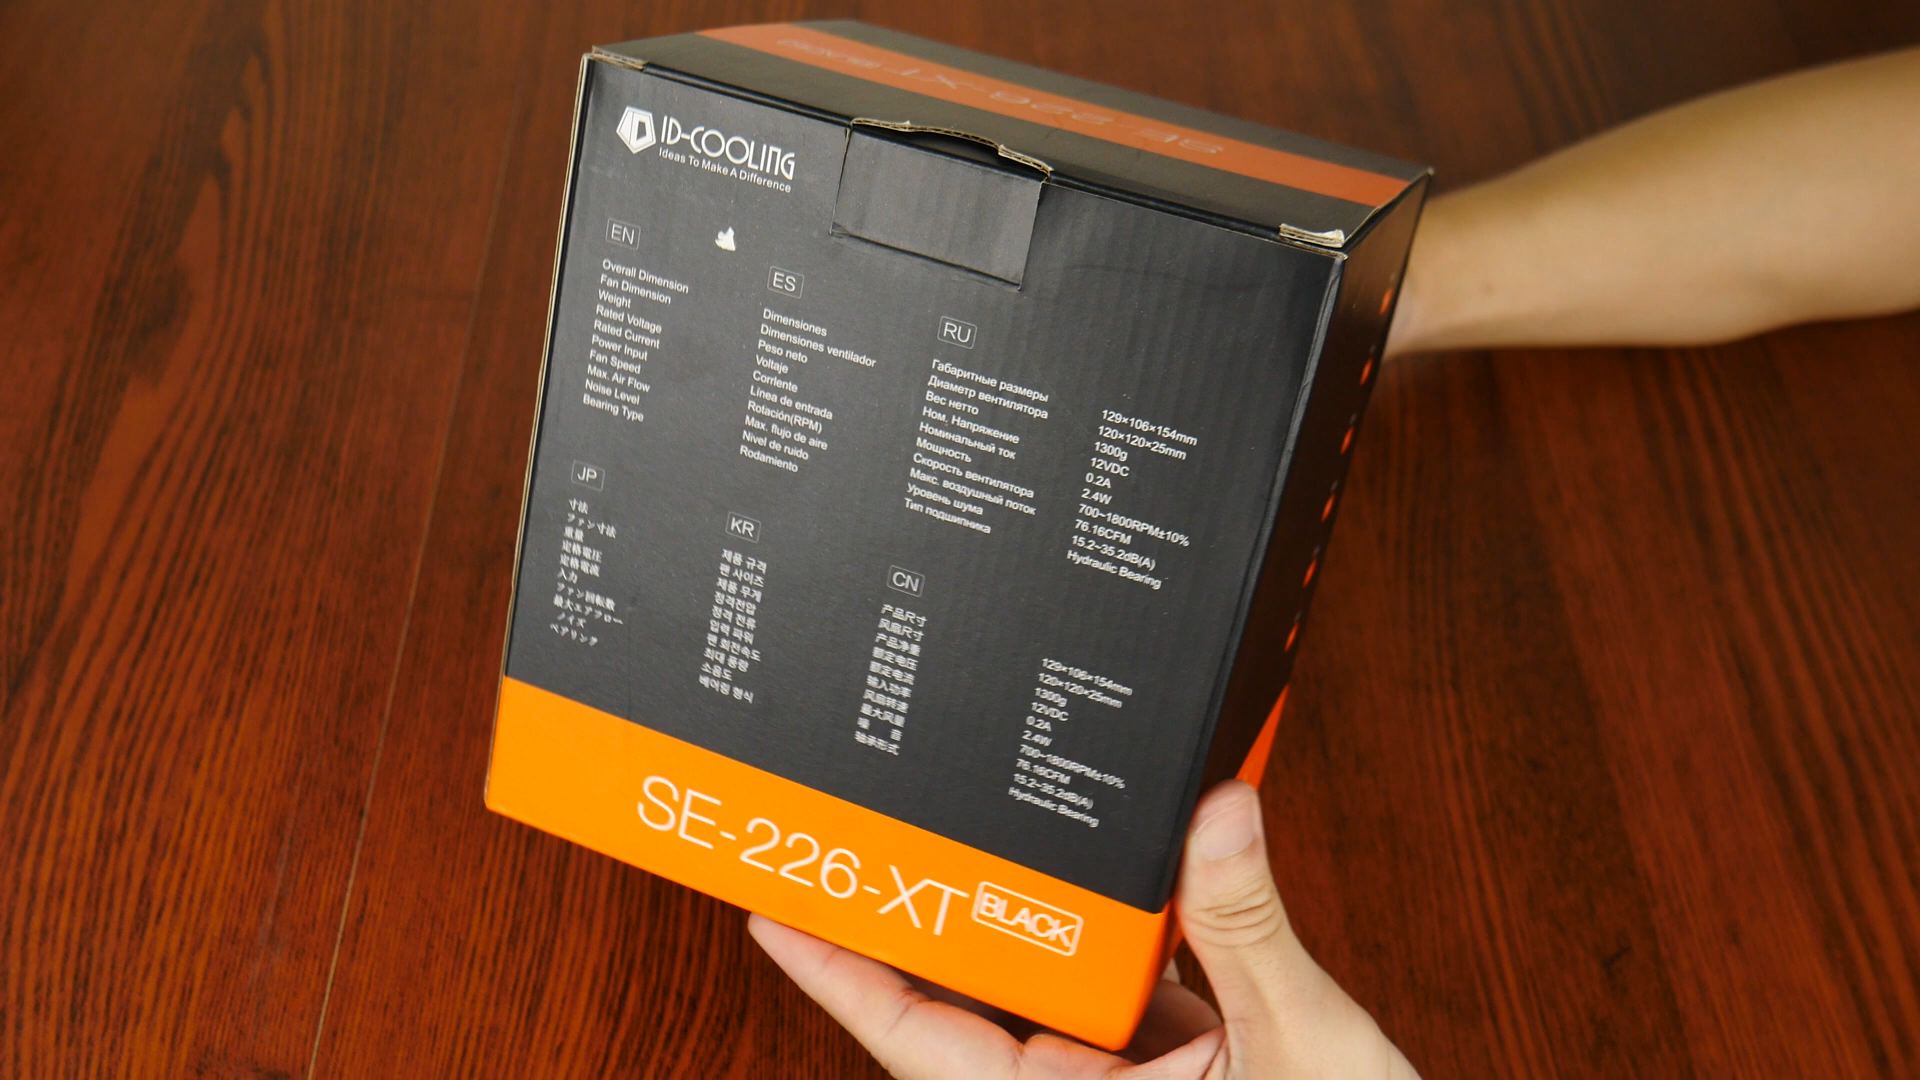 SE-226-XT BLACK
ID-COOLING
Ideas To Make A Difference
EN
Overall Dimension
Fan Dimension
Weight
Rated Voltage
Rated Current
Power Input
Fan Speed
Max. Air Flow
Noise Level
Bearing Type
ES
Dimensiones
Dimensiones ventilador
Peso neto
Voltaje
Corriente
Línea de entrada
Rotación(RPM)
Max. flujo de aire
Nivel de ruido
Rodamiento
RU
Габаритные размеры
Диаметр вентилятора
Вес нетто
Ном. Напряжение
Номинальный ток
Мощность
Скорость вентилятора
Макс. воздушный поток
Уровень шума
Тип подшипника
129×106×154mm
120×120×25mm
1300g
12VDC
0.2A
2.4W
700~1800RPM±10%
76.16CFM
15.2~35.2dB(A)
Hydraulic Bearing
JP
寸法
ファン寸法
重量
定格電圧
定格電流
入力
ファン回転数
最大エアフロー
ノイズ
ベアリング
KR
제품 규격
팬 사이즈
제품 무게
정격전압
정격 전류
입력 파워
팬 회전속도
최대 풍량
소음도
베어링 형식
CN
产品尺寸
风扇尺寸
产品净重
额定电压
额定电流
输入功率
风扇转速
最大风量
噪 音
轴承形式
129×106×154mm
120×120×25mm
1300g
12VDC
0.2A
2.4W
700~1800RPM±10%
76.16CFM
15.2~35.2dB(A)
Hydraulic Bearing
SE-226-XT BLACK